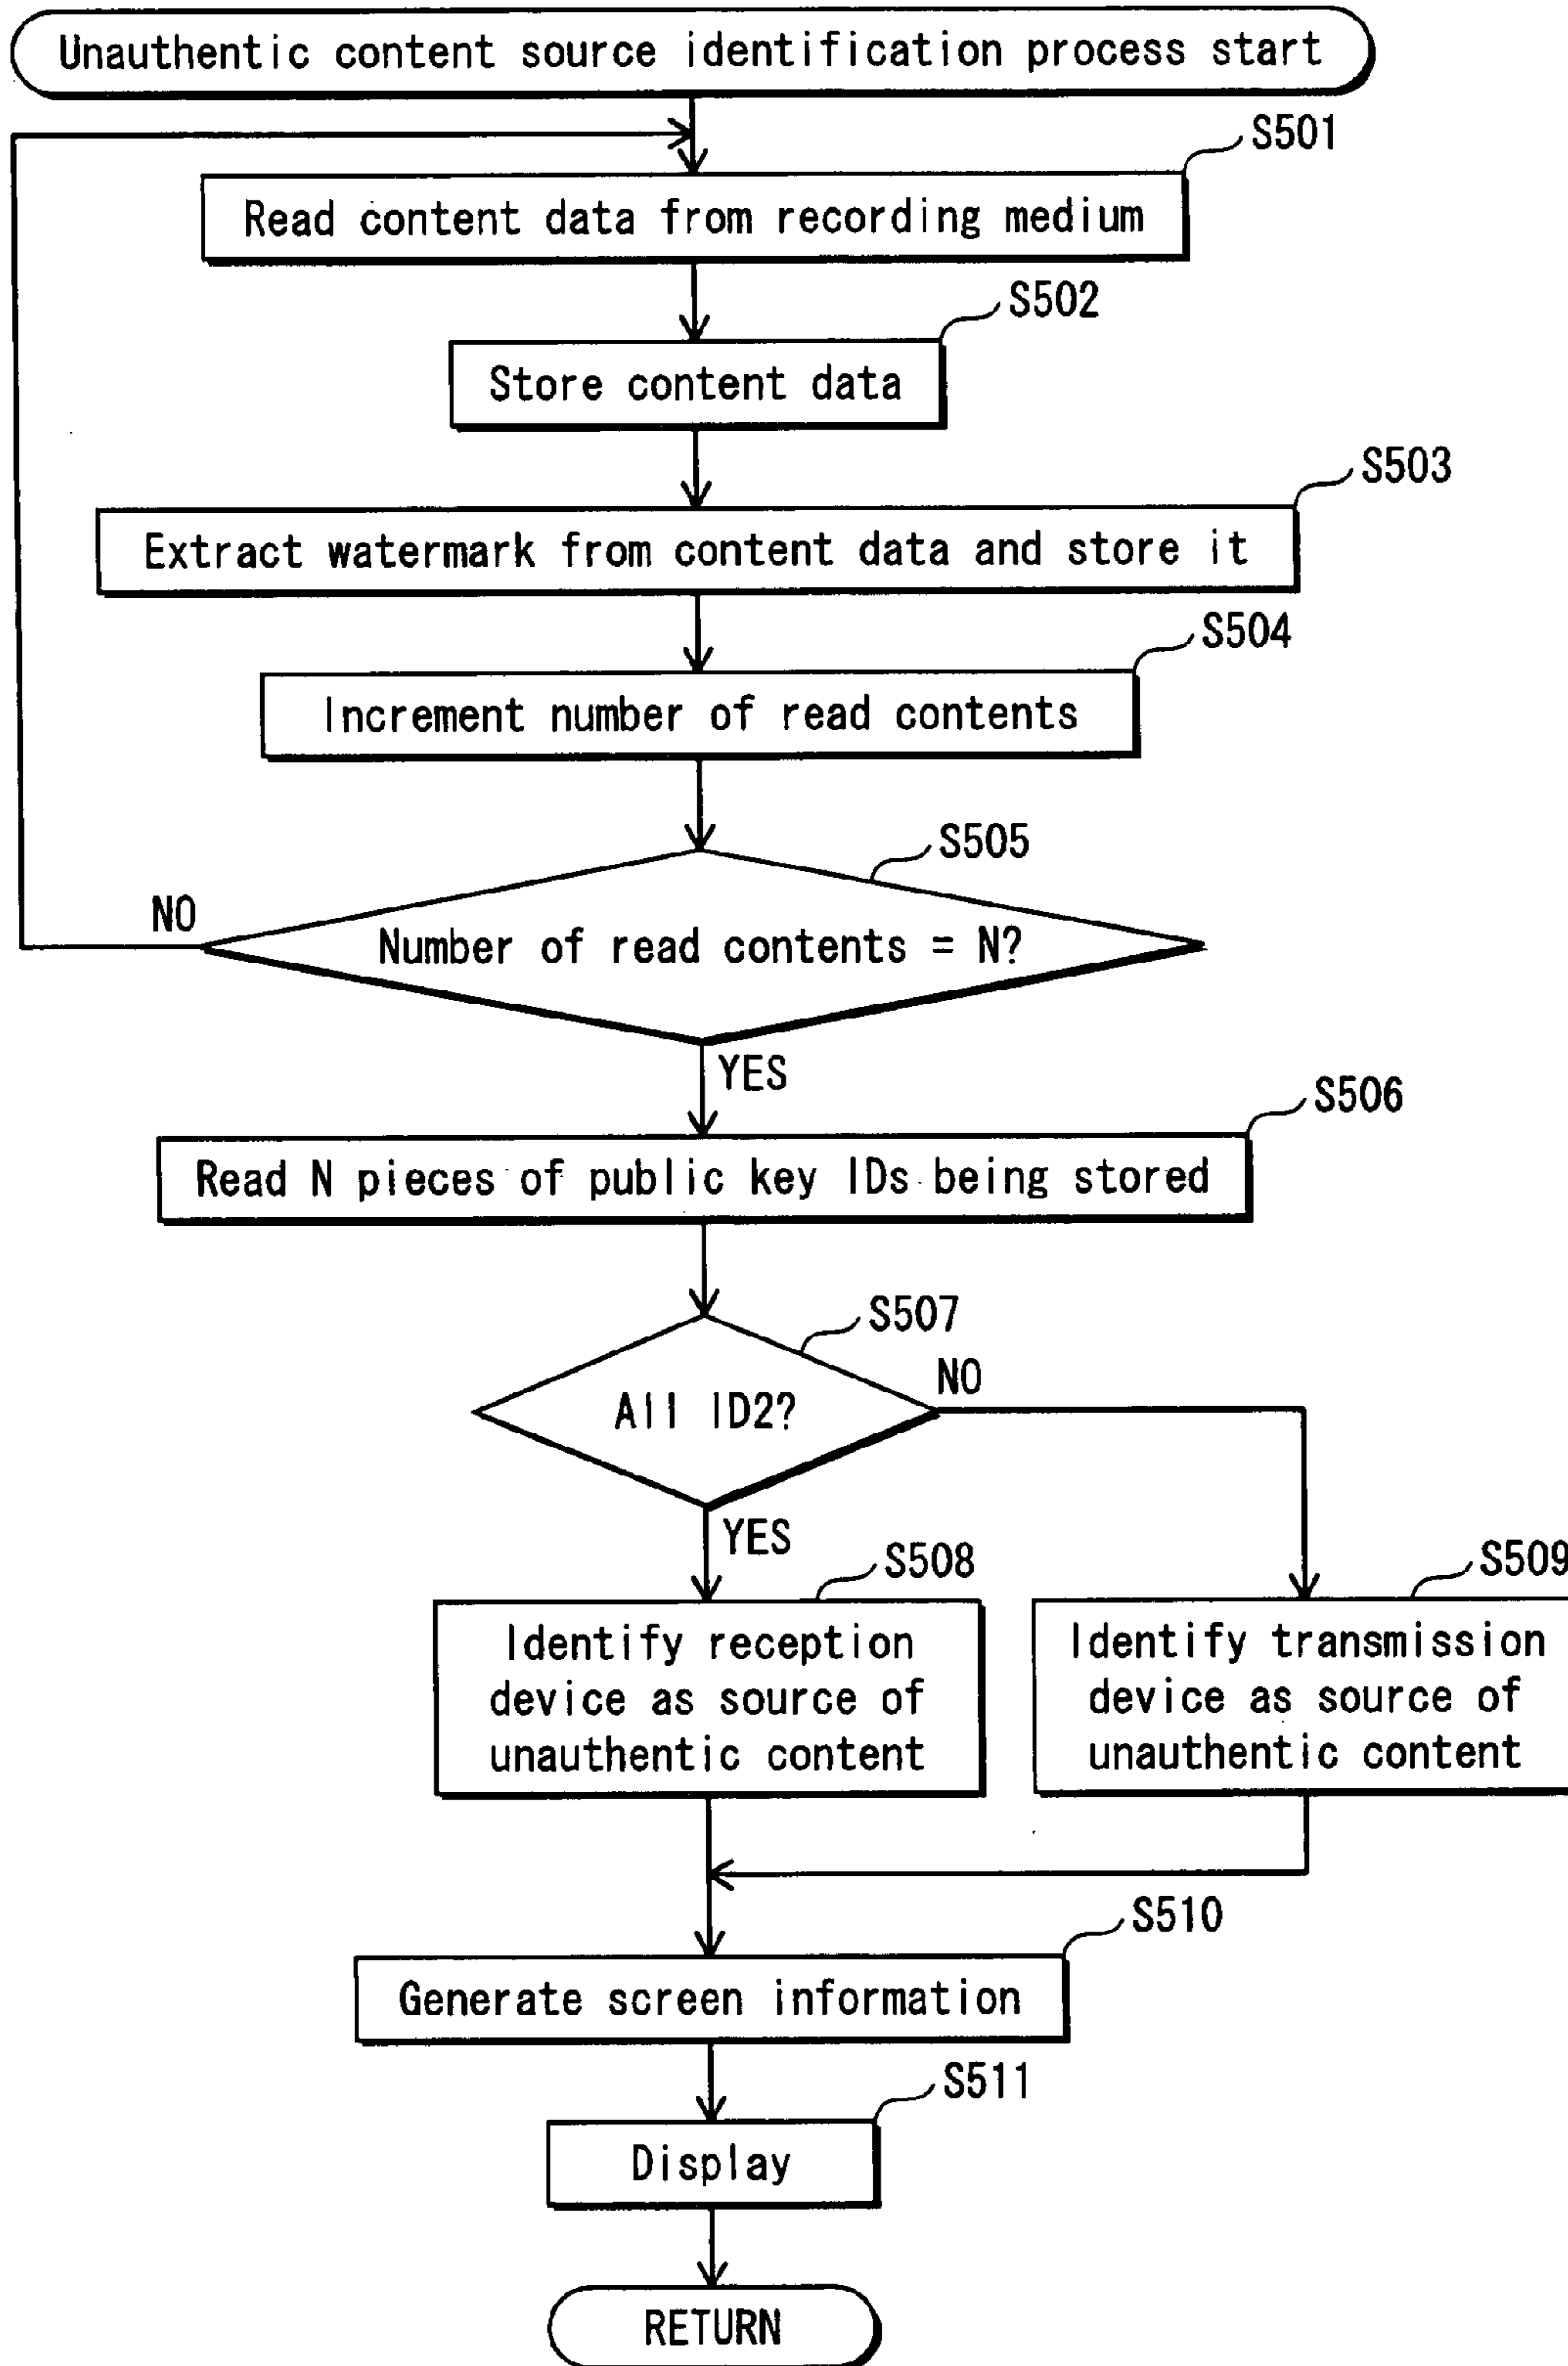 Unauthentic content source identification process start
S501
Read content data from recording medium
S502
Store content data
S503
Extract watermark from content data and store it
S504
Increment number of read contents
S505
NO
Number of read contents = N?
YES
S506
Read N pieces of public key IDs being stored
S507
NO
All ID2?
YES
S508
Identify reception
device as source of
unauthentic content
S509
Identify transmission
device as source of
unauthentic content
S510
Generate screen information
S511
Display
RETURN